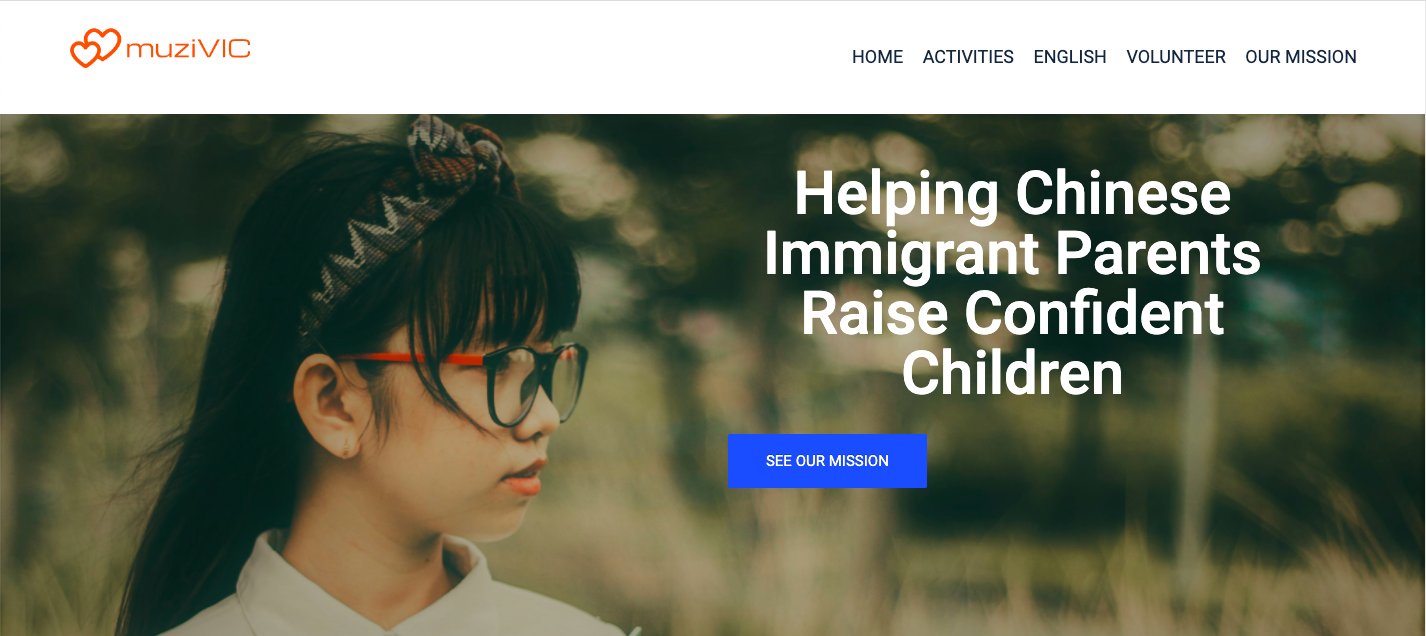 muziVIC
HOME ACTIVITIES ENGLISH VOLUNTEER OUR MISSION
Helping Chinese
Immigrant Parents
Raise Confident
Children
SEE OUR MISSION